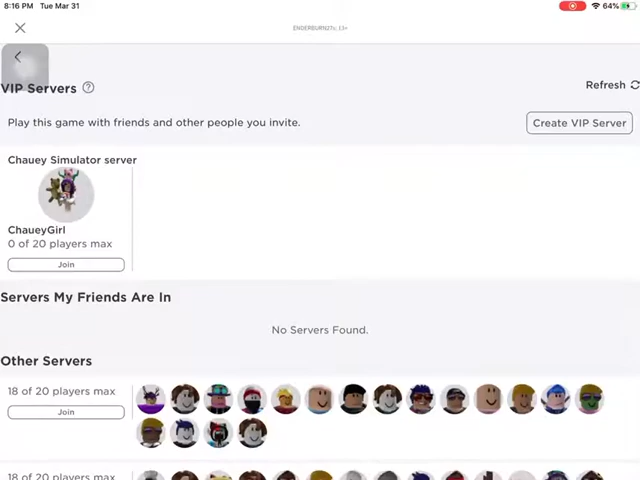 8:16 PM Tue Mar 31
64%
VIP Servers ?
Refresh
Play this game with friends and other people you invite.
Create VIP Server
Chauey Simulator server
ChaueyGirl
0 of 20 players max
Join
Servers My Friends Are In
No Servers Found.
Other Servers
18 of 20 players max
Join
18 of 20 players max